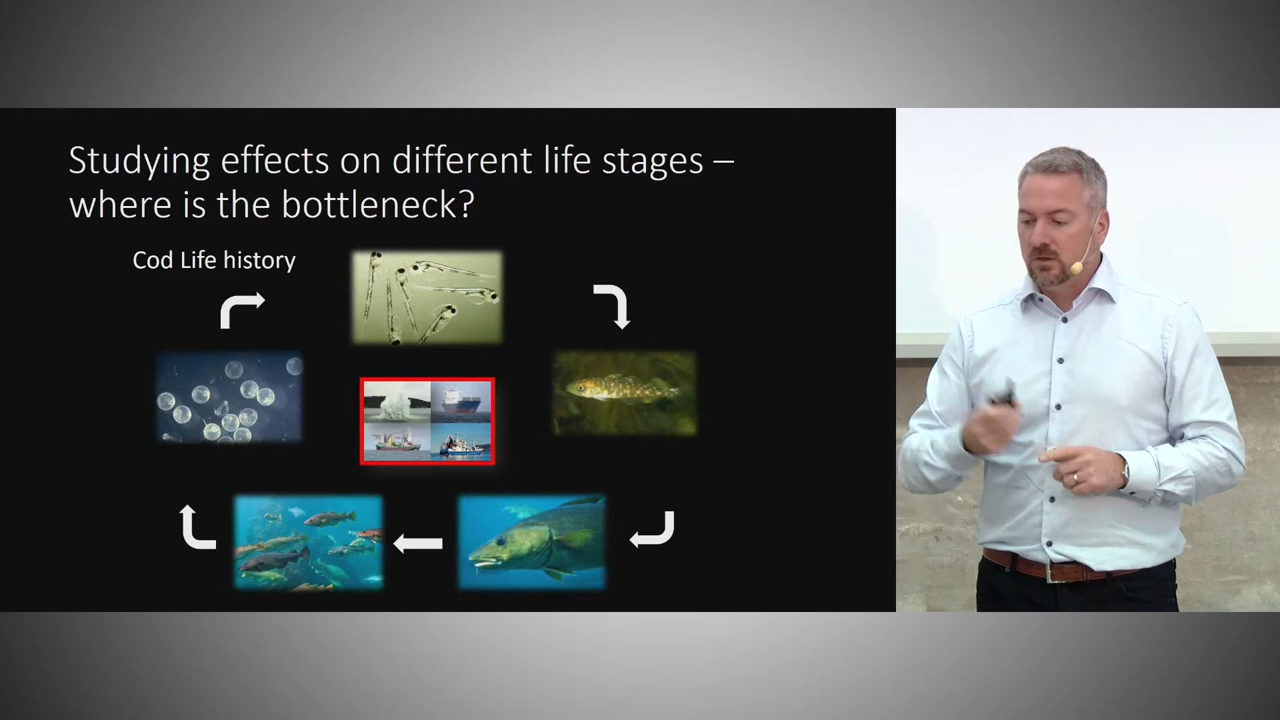 Studying effects on different life stages –
where is the bottleneck?
Cod Life history